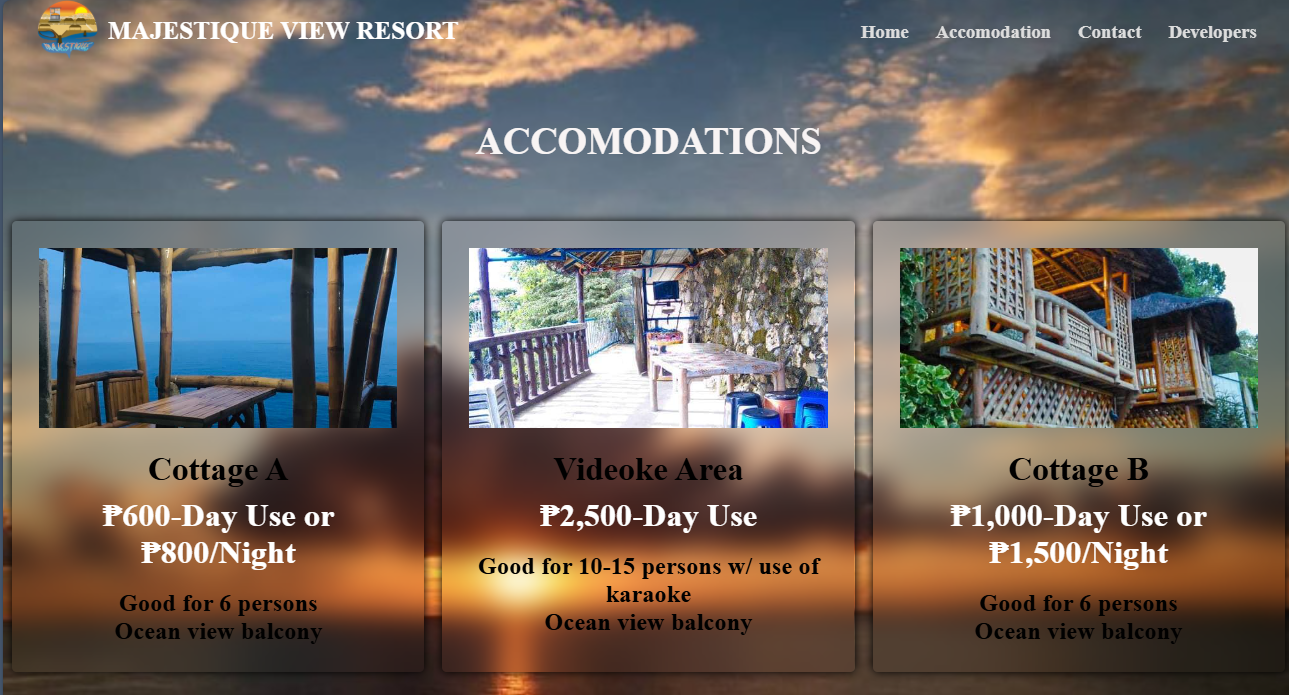 MAJESTIQUE VIEW RESORT
Home Accomodation Contact Developers
ACCOMODATIONS
Cottage A
₱600-Day Use or
₱800/Night
Good for 6 persons
Ocean view balcony
Videoke Area
₱2,500-Day Use
Good for 10-15 persons w/ use of
karaoke
Ocean view balcony
Cottage B
₱1,000-Day Use or
₱1,500/Night
Good for 6 persons
Ocean view balcony